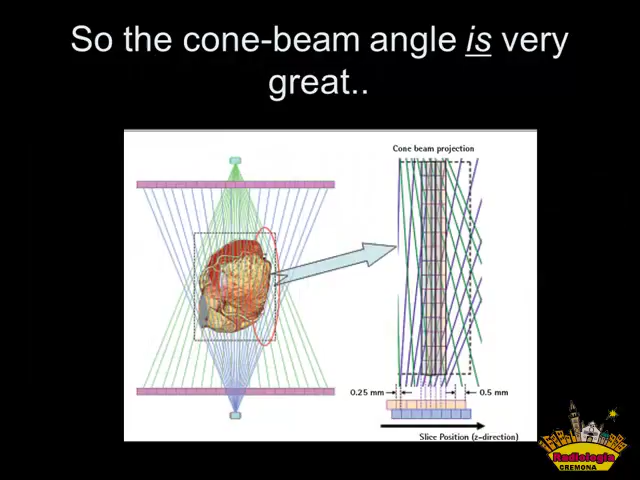 So the cone-beam angle is very
great..
Cone beam projection
0.25 mm
0.5 mm
Slice Position (z-direction)
Radiologia
CREMONA